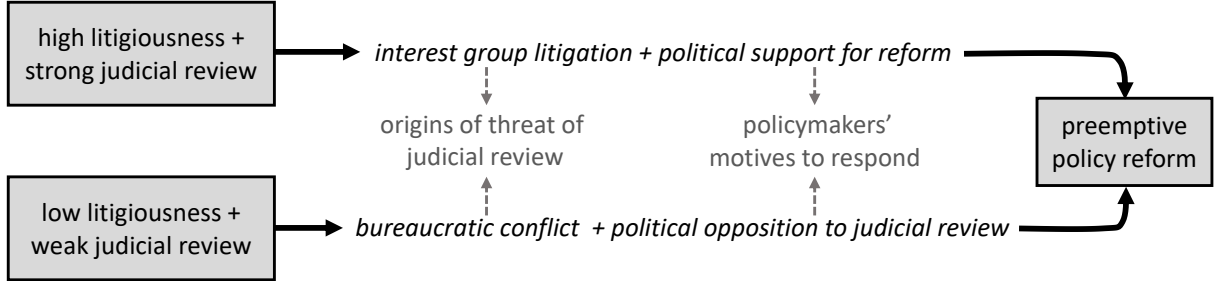 high litigiousness +
strong judicial review
interest group litigation + political support for reform
origins of threat of
judicial review
policymakers’
motives to respond
preemptive
policy reform
low litigiousness +
weak judicial review
bureaucratic conflict + political opposition to judicial review